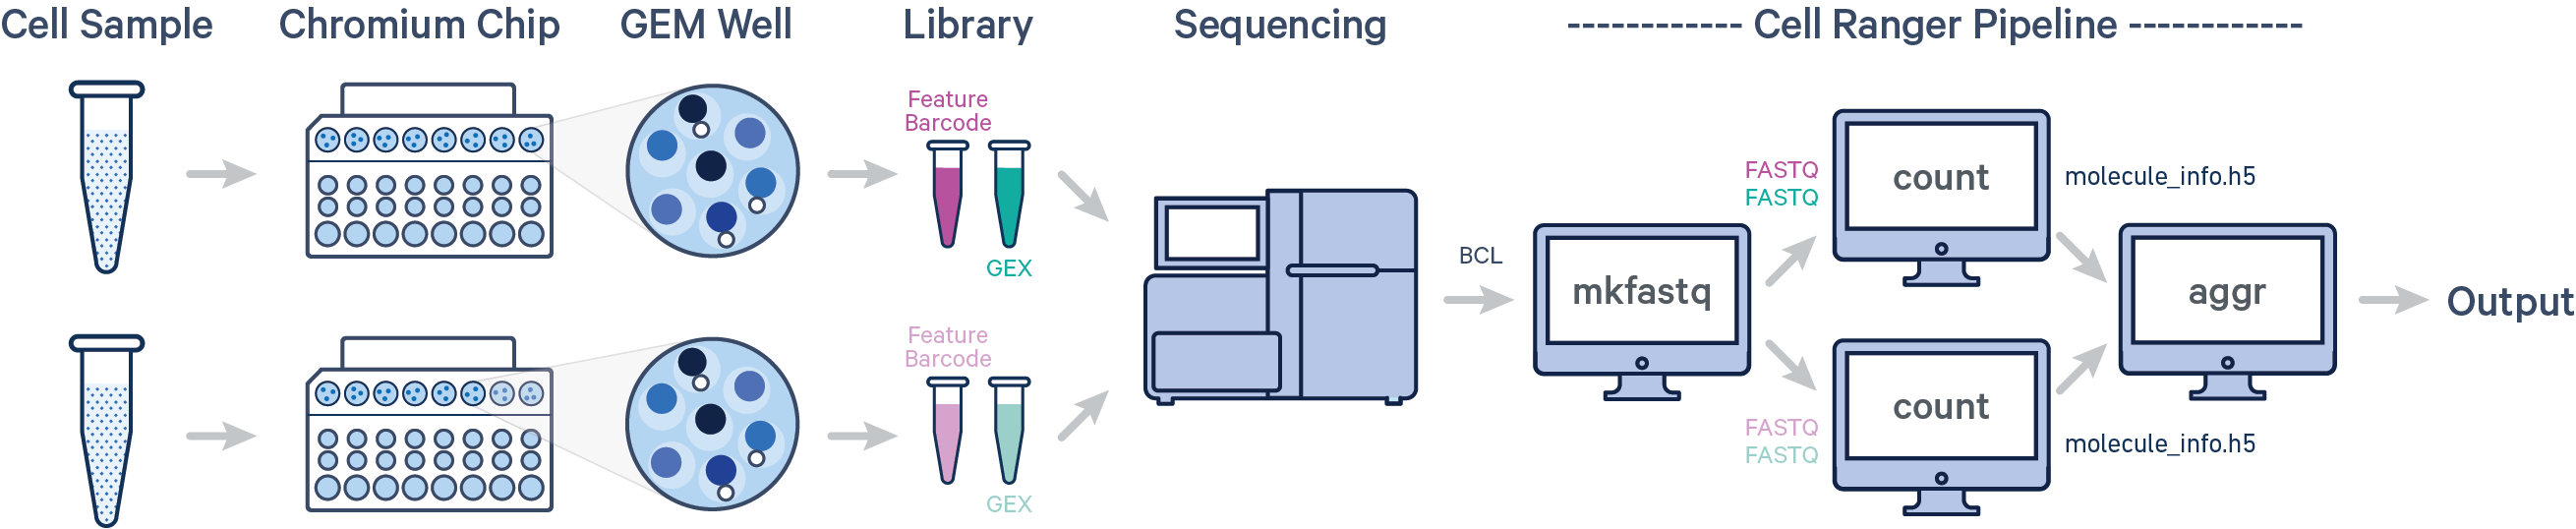 Cell Sample
Chromium Chip
GEM Well
Library
Sequencing
------------ Cell Ranger Pipeline ------------
Feature
Barcode
GEX
Feature
Barcode
GEX
BCL
mkfastq
FASTQ
FASTQ
count
molecule_info.h5
FASTQ
FASTQ
count
molecule_info.h5
aggr
Output